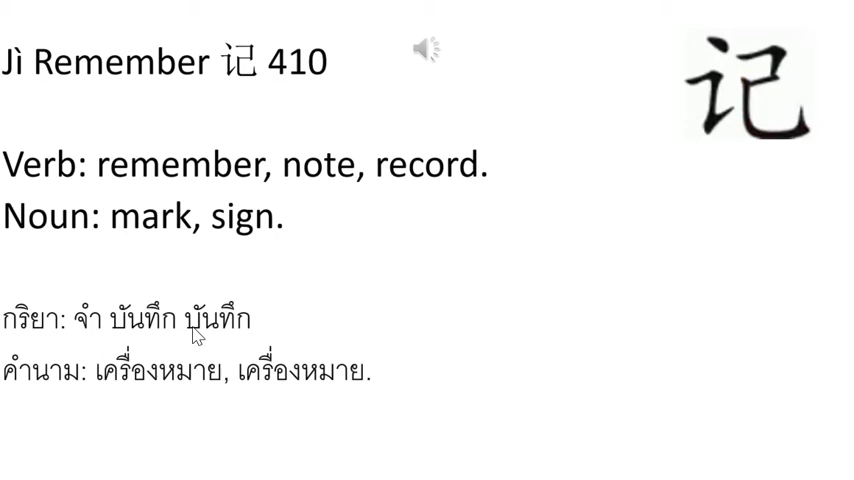 Jì Remember 记 410
记
Verb: remember, note, record.
Noun: mark, sign.
กริยา: จำ บันทึก บันทึก
คำนาม: เครื่องหมาย, เครื่องหมาย.